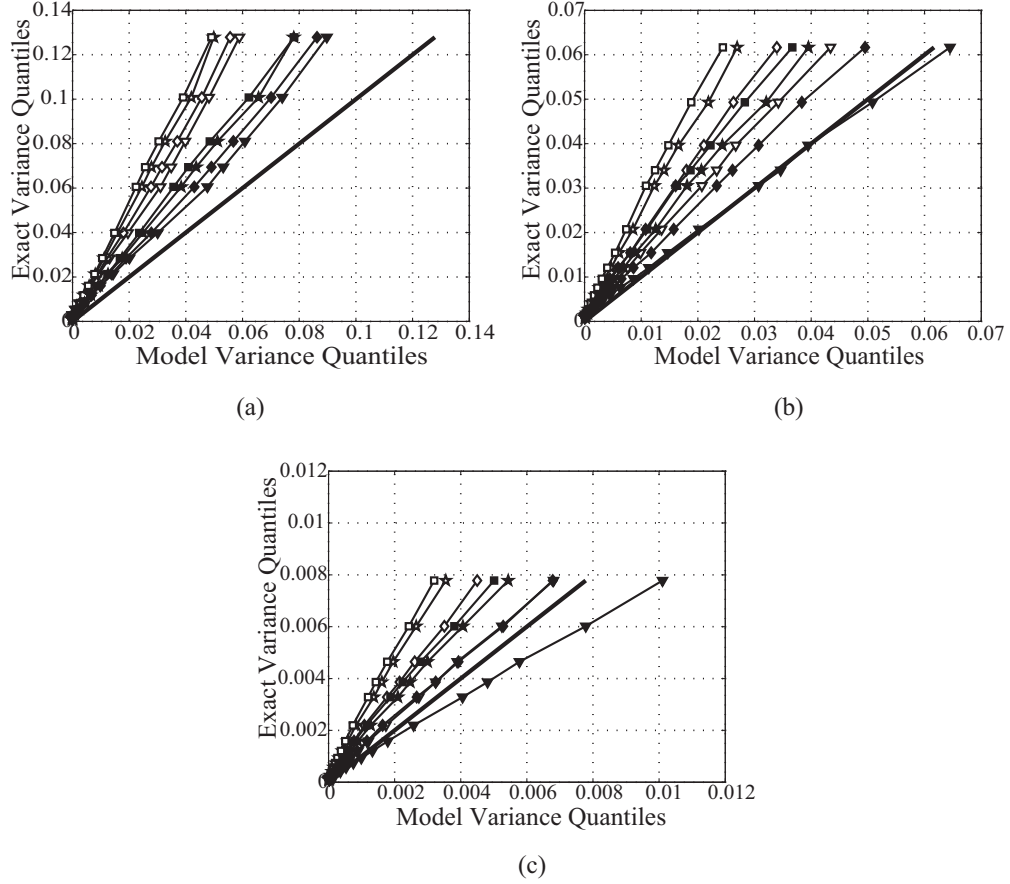 0.14
0.12
0.1
0.08
0.06
0.04
0.02
0
Exact Variance Quantiles
0 0.02 0.04 0.06 0.08 0.1 0.12 0.14
Model Variance Quantiles
(a)
0.07
0.06
0.05
0.04
0.03
0.02
0.01
0
Exact Variance Quantiles
0 0.01 0.02 0.03 0.04 0.05 0.06 0.07
Model Variance Quantiles
(b)
0.012
0.01
0.008
0.006
0.004
0.002
0
Exact Variance Quantiles
0 0.002 0.004 0.006 0.008 0.01 0.012
Model Variance Quantiles
(c)